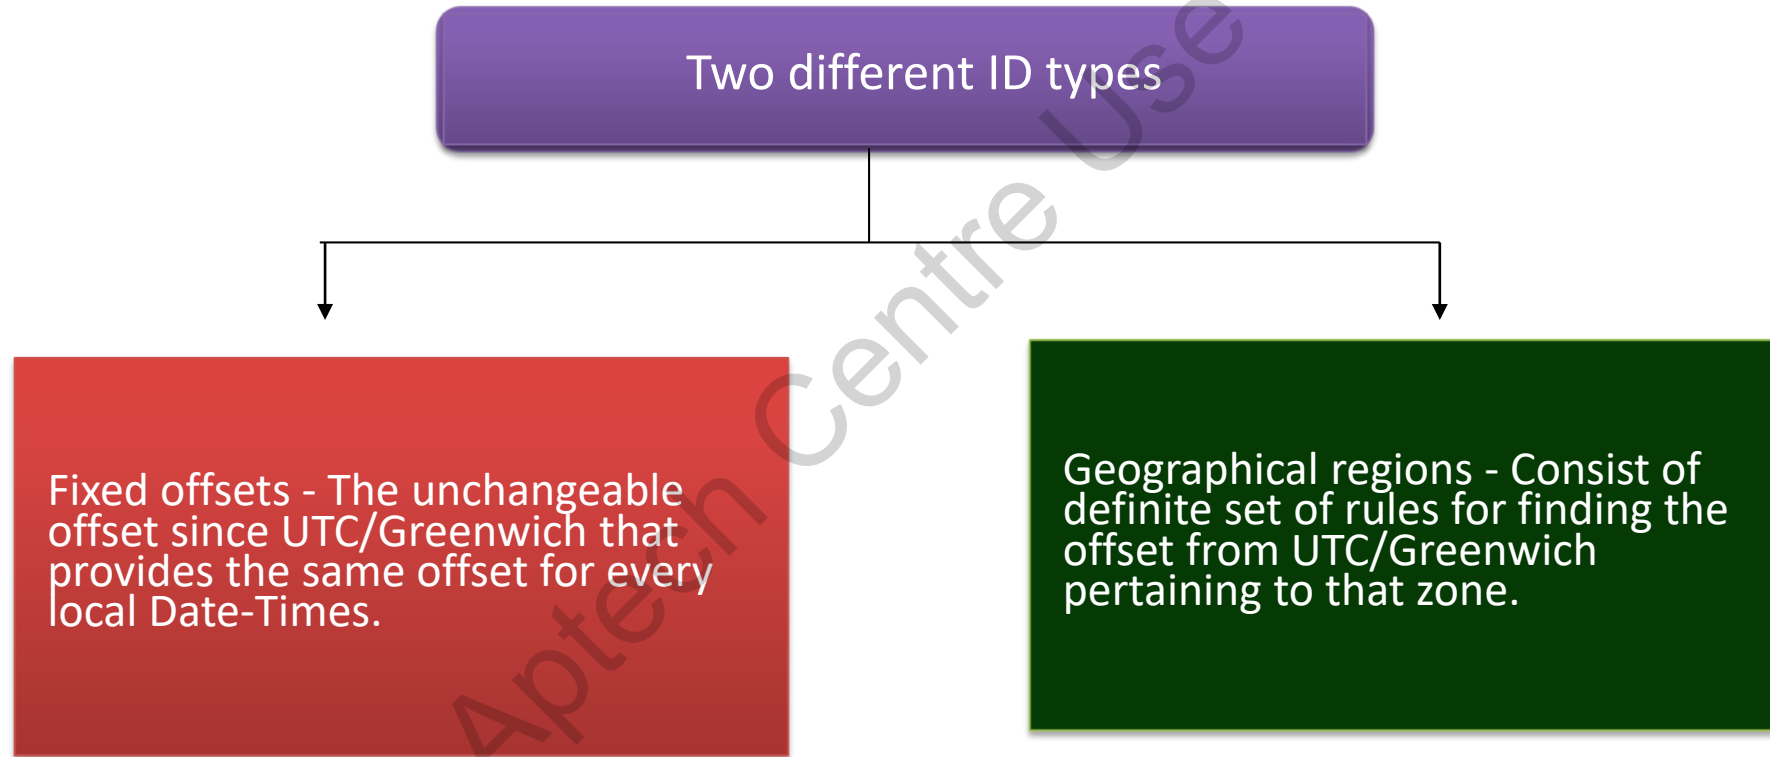 Two different ID types
Fixed offsets - The unchangeable
offset since UTC/Greenwich that
provides the same offset for every
local Date-Times.
Geographical regions - Consist of
definite set of rules for finding the
offset from UTC/Greenwich
pertaining to that zone.
Aptech Centre Use